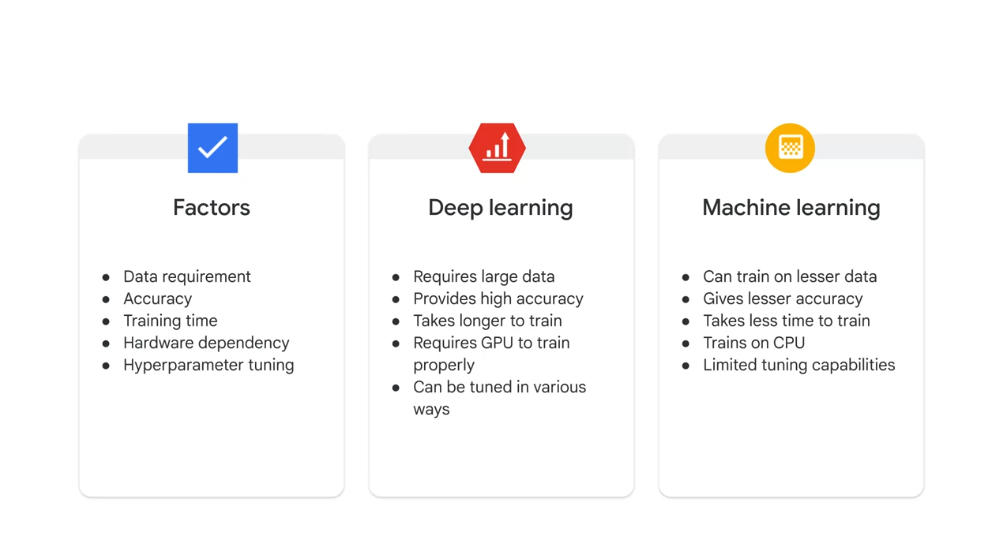 Factors
● Data requirement
● Accuracy
● Training time
● Hardware dependency
● Hyperparameter tuning
Deep learning
● Requires large data
● Provides high accuracy
● Takes longer to train
● Requires GPU to train
properly
● Can be tuned in various
ways
Machine learning
● Can train on lesser data
● Gives lesser accuracy
● Takes less time to train
● Trains on CPU
● Limited tuning capabilities